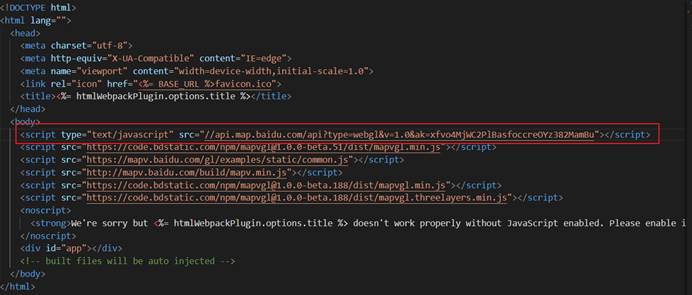 <!DOCTYPE html>
<html lang="">
<head>
<meta charset="utf-8">
<meta http-equiv="X-UA-Compatible" content="IE=edge">
<meta name="viewport" content="width=device-width,initial-scale=1.0">
<link rel="icon" href="<%= BASE_URL %>favicon.ico">
<title><%= htmlWebpackPlugin.options.title %></title>
</head>
<body>
<script type="text/javascript" src="//api.map.baidu.com/api?type=webgl&v=1.0&ak=xfvo4MjWC2PlBasfoccreOYz382MamBu"></script>
<script src="https://code.bdstatic.com/npm/mapvgl@1.0.0-beta.51/dist/mapvgl.min.js"></script>
<script src="https://mapv.baidu.com/gl/examples/static/common.js"></script>
<script src="http://mapv.baidu.com/build/mapv.min.js"></script>
<script src="https://code.bdstatic.com/npm/mapvgl@1.0.0-beta.188/dist/mapvgl.min.js"></script>
<script src="https://code.bdstatic.com/npm/mapvgl@1.0.0-beta.188/dist/mapvgl.threelayers.min.js"></script>
<noscript>
<strong>We're sorry but <%= htmlWebpackPlugin.options.title %> doesn't work properly without JavaScript enabled. Please enable i
</noscript>
<div id="app"></div>
<!-- built files will be auto injected -->
</body>
</html>